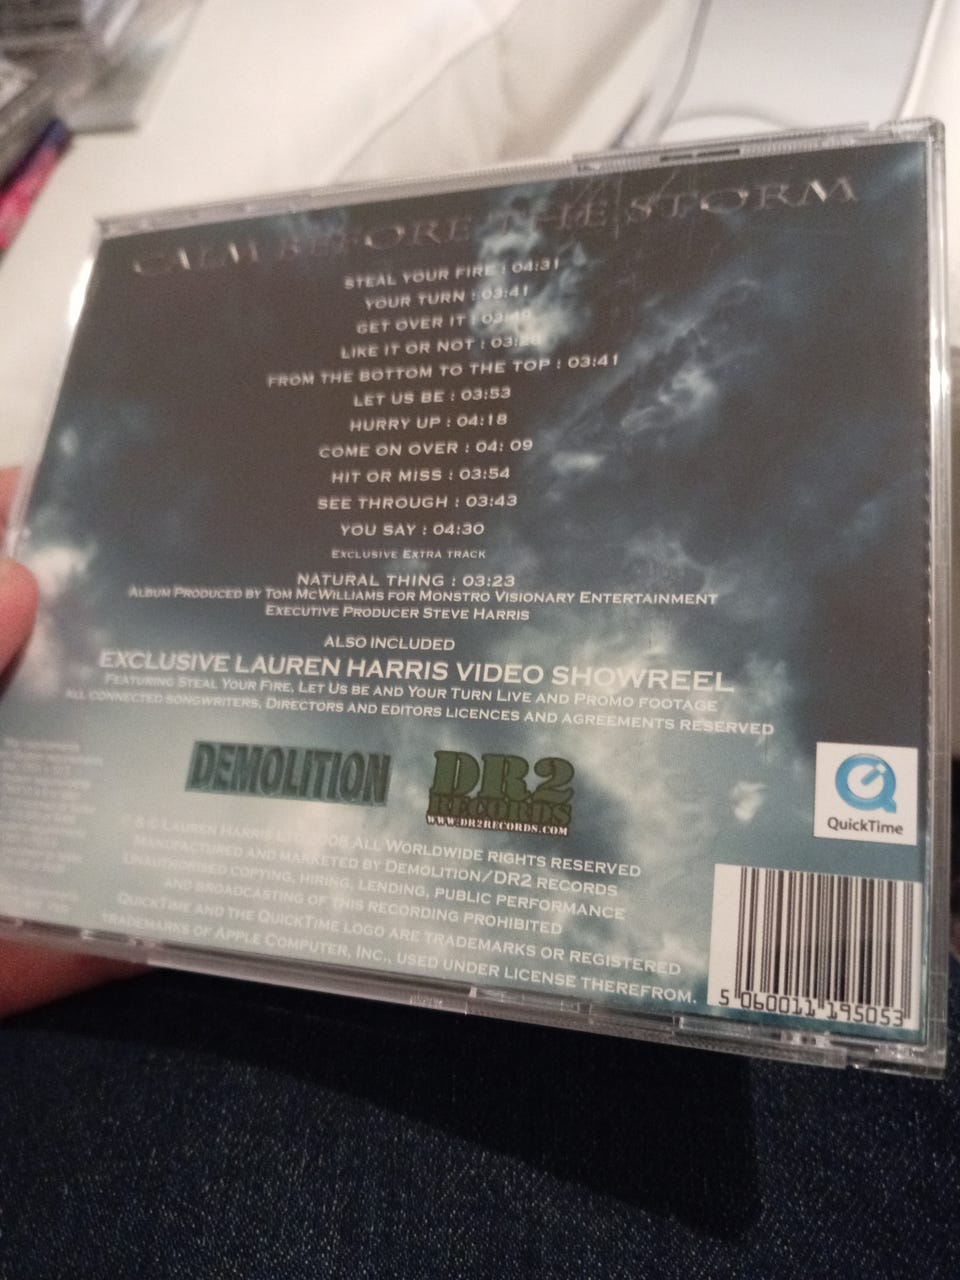 CALM BEFORE THE STORM
STEAL YOUR FIRE : 04:31
YOUR TURN : 03:41
GET OVER IT : 03:49
LIKE IT OR NOT : 03:28
FROM THE BOTTOM TO THE TOP : 03:41
LET US BE : 03:53
HURRY UP : 04:18
COME ON OVER : 04: 09
HIT OR MISS : 03:54
SEE THROUGH : 03:43
YOU SAY : 04:30
EXCLUSIVE EXTRA TRACK
NATURAL THING : 03:23
ALBUM PRODUCED BY TOM MCWILLIAMS FOR MONSTRO VISIONARY ENTERTAINMENT
EXECUTIVE PRODUCER STEVE HARRIS
ALSO INCLUDED
EXCLUSIVE LAUREN HARRIS VIDEO SHOWREEL
FEATURING STEAL YOUR FIRE, LET US BE AND YOUR TURN LIVE AND PROMO FOOTAGE
ALL CONNECTED SONGWRITERS, DIRECTORS AND EDITORS LICENCES AND AGREEMENTS RESERVED
DEMOLITION
DR2
RECORDS
WWW.DR2RECORDS.COM
QuickTime
& © LAUREN HARRIS 2008 ALL WORLDWIDE RIGHTS RESERVED
MANUFACTURED AND MARKETED BY DEMOLITION/DR2 RECORDS
UNAUTHORISED COPYING, HIRING, LENDING, PUBLIC PERFORMANCE
AND BROADCASTING OF THIS RECORDING PROHIBITED
QUICKTIME AND THE QUICKTIME LOGO ARE TRADEMARKS OR REGISTERED
TRADEMARKS OF APPLE COMPUTER, INC., USED UNDER LICENSE THEREFROM.
5 060011 195053